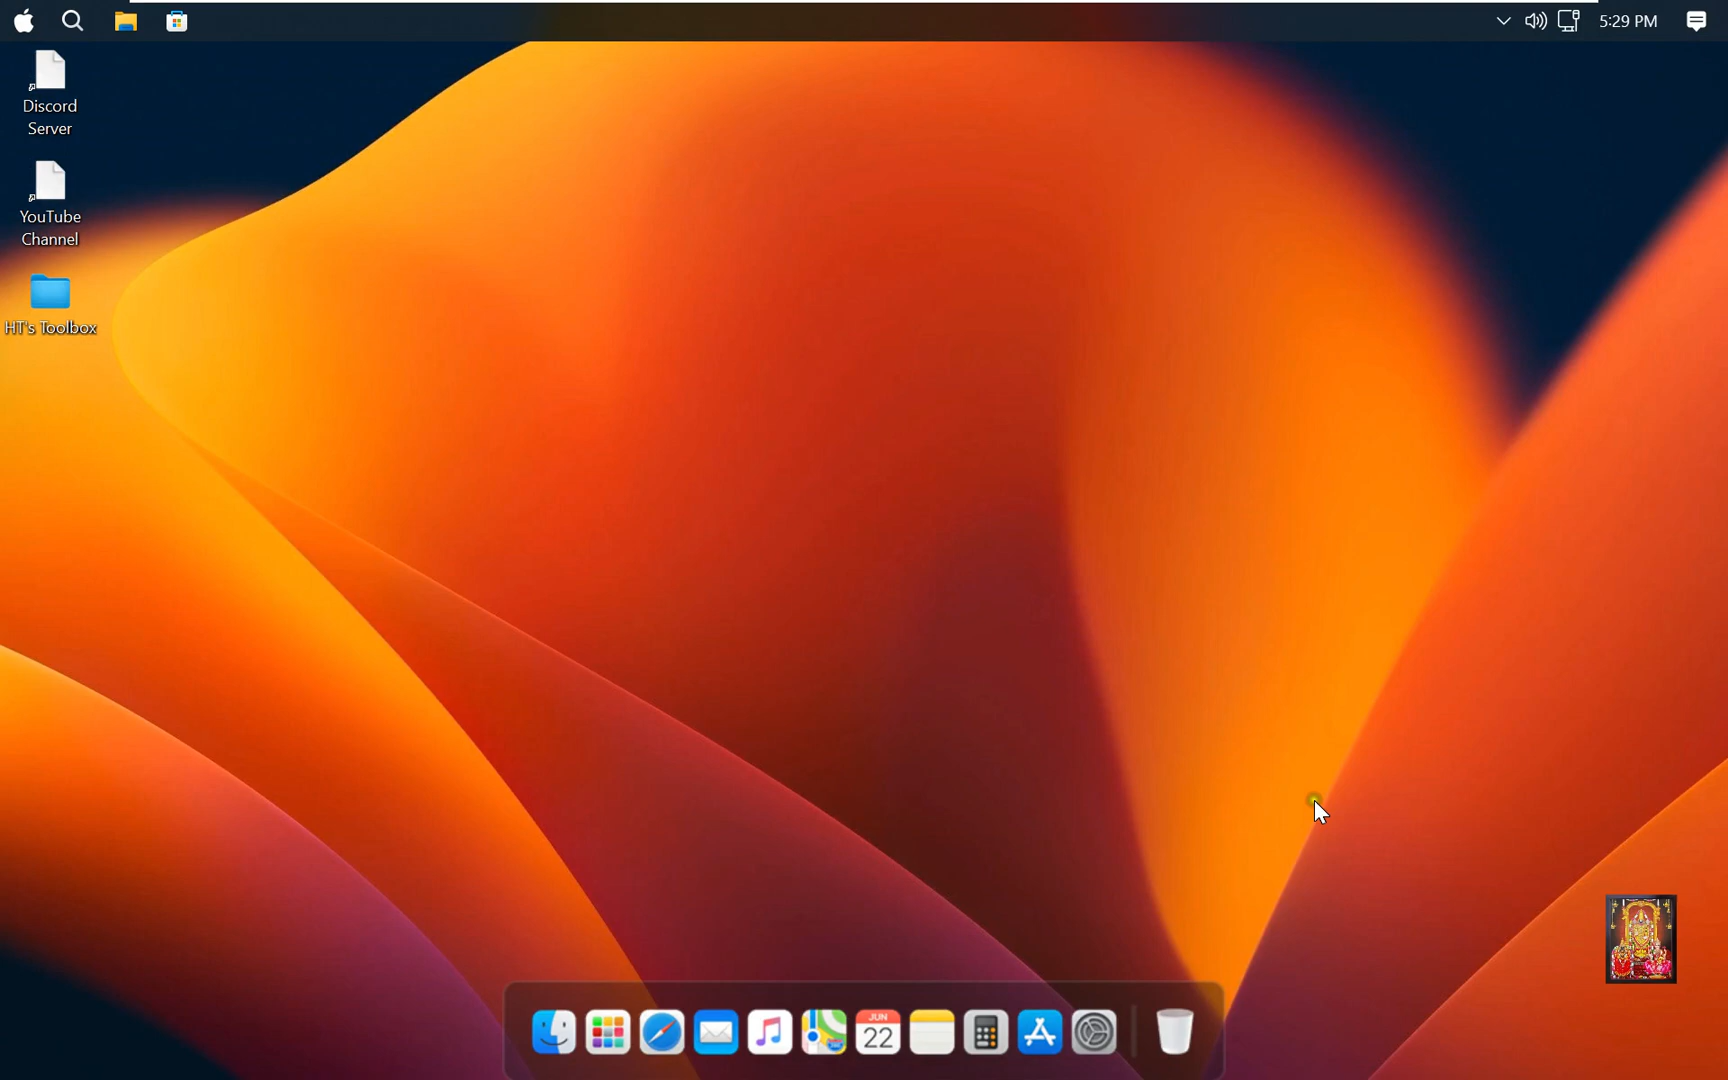 5:29 PM
Discord
Server
YouTube
Channel
HT's Toolbox
JUN
22